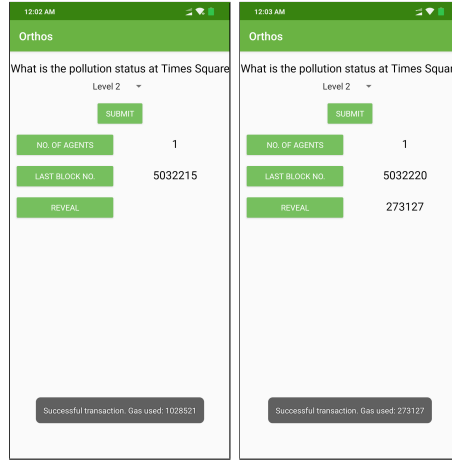 12:02 AM
Orthos
What is the pollution status at Times Square
Level 2
SUBMIT
NO. OF AGENTS 1
LAST BLOCK NO. 5032215
REVEAL
Successful transaction. Gas used: 1028521
12:03 AM
Orthos
What is the pollution status at Times Squar
Level 2
SUBMIT
NO. OF AGENTS 1
LAST BLOCK NO. 5032220
REVEAL 273127
Successful transaction. Gas used: 273127